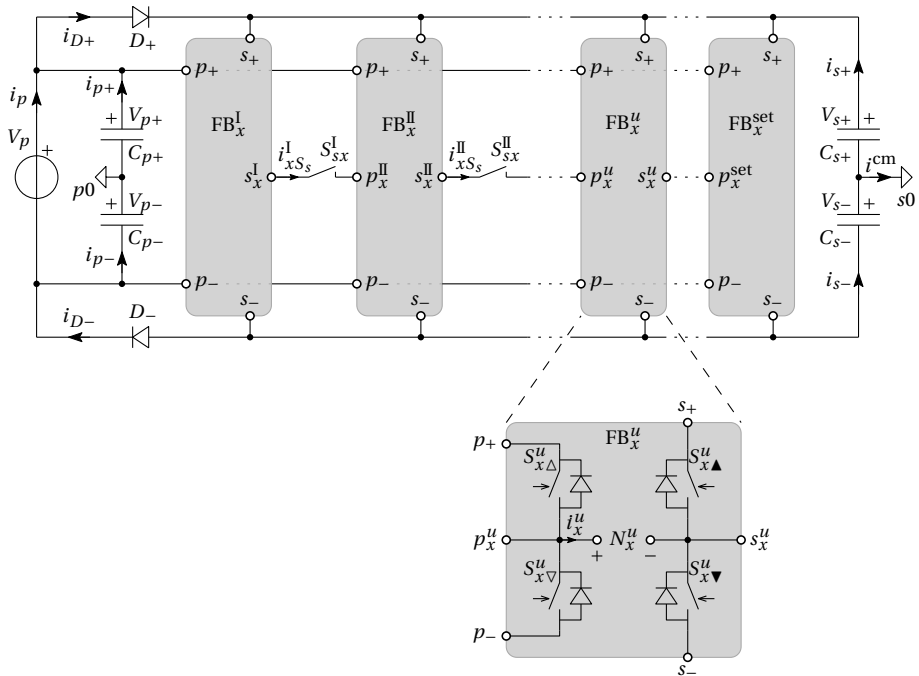 i_{D+} D_+
s_+ s_+ s_+ s_+
p_+ p_+ p_+ p_+
i_p i_{p+} i_{s+}
V_p + + V_{p+} FB_x^I FB_x^{II} FB_x^u FB_x^{set} V_{s+} +
C_{p+} i_{xS_s}^I S_{sx}^I i_{xS_s}^{II} S_{sx}^{II} C_{s+} i^{cm}
p0 s_x^I p_x^{II} s_x^{II} p_x^u s_x^u p_x^{set} s0
+ V_{p-} V_{s-} +
C_{p-} C_{s-}
i_{p-} p_- p_- p_- p_- i_{s-}
s_- s_- s_- s_-
i_{D-} D_-
s_+
p_+ FB_x^u
S_{x△}^u S_{x▲}^u
p_x^u i_x^u + N_x^u - s_x^u
S_{x▽}^u S_{x▼}^u
p_-
s_-